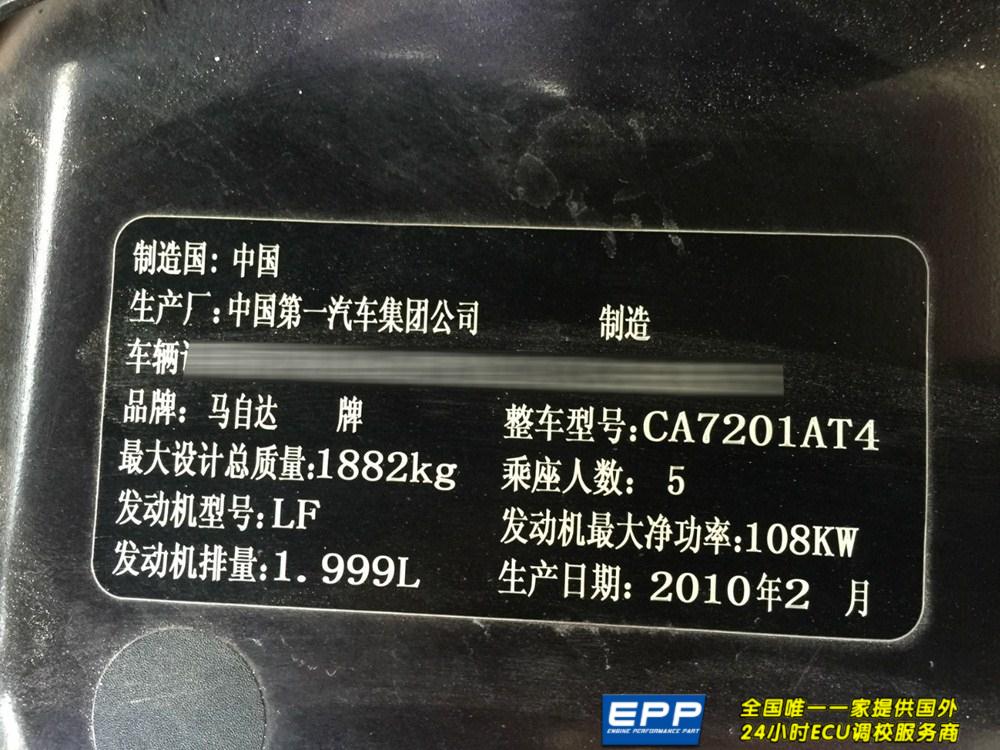 制造国：中国
生产厂：中国第一汽车集团公司 制造
车辆
品牌：马自达 牌 整车型号:CA7201AT4
最大设计总质量:1882kg 乘座人数： 5
发动机型号:LF 发动机最大净功率:108KW
发动机排量:1.999L 生产日期: 2010年2 月
EPP
ENGINE PERFORMANCE PART
全国唯一一家提供国外
24小时ECU调校服务商